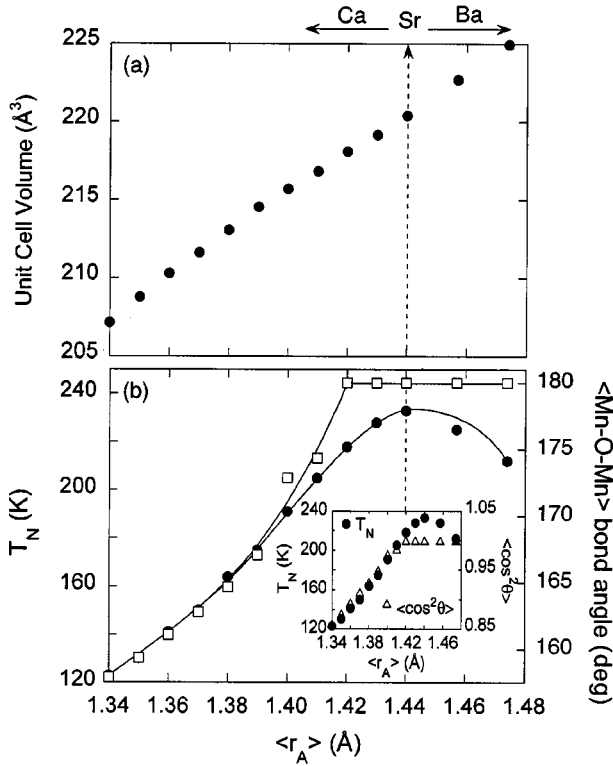 Ca Sr Ba
(a)
Unit Cell Volume (Å³)
225
220
215
210
205
(b)
T_N (K)
240
200
160
120
<Mn-O-Mn> bond angle (deg)
180
175
170
165
160
1.34 1.36 1.38 1.40 1.42 1.44 1.46 1.48
<r_A> (Å)
T_N
<cos²θ>
T_N (K)
240
200
160
120
<cos²θ>
1.05
0.95
0.85
1.34 1.38 1.42 1.46
<r_A> (Å)